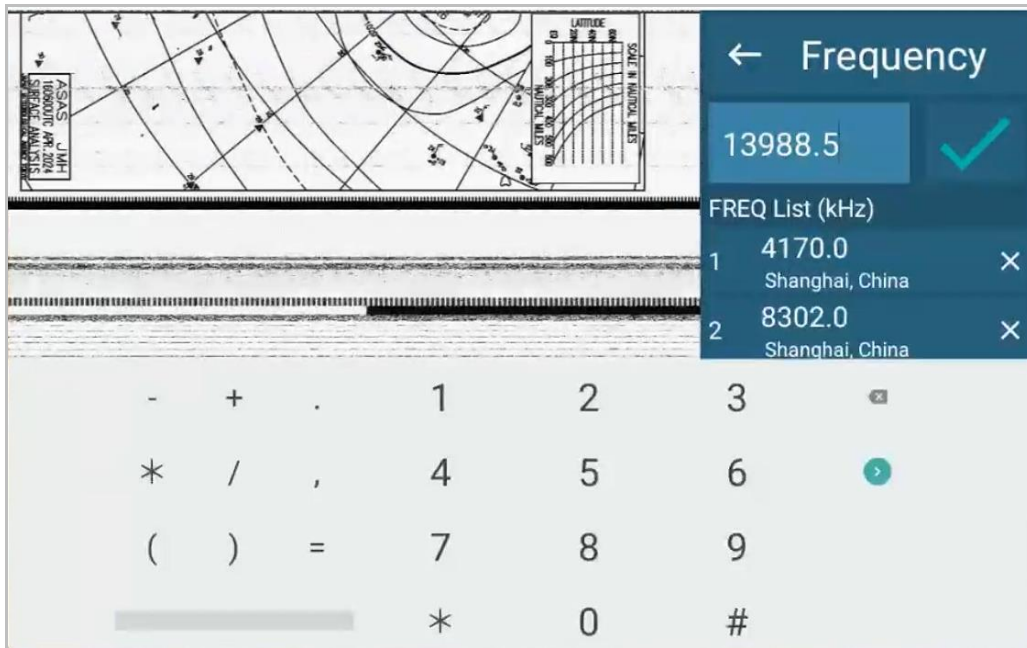 LATITUDE
SCALE IN NAUTICAL MILES
NAUTICAL MILES
ASAS JMH
160600UTC APR.2024
SURFACE ANALYSIS
← Frequency
13988.5
FREQ List (kHz)
1 4170.0 ×
Shanghai, China
2 8302.0 ×
Shanghai, China
- + . 1 2 3
* / , 4 5 6
( ) = 7 8 9
* 0 #